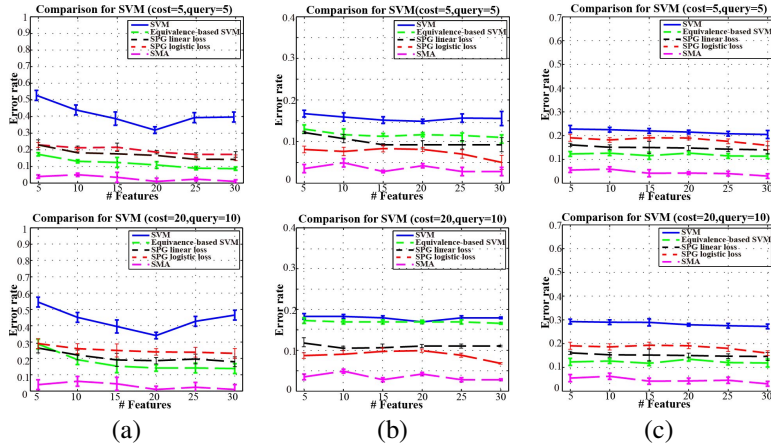 Comparison for SVM (cost=5,query=5)
1
0.9
0.8
0.7
0.6
0.5
0.4
0.3
0.2
0.1
0
Error rate
5 10 15 20 25 30
# Features
SVM
Equivalence-based SVM
SPG linear loss
SPG logistic loss
SMA
Comparison for SVM(cost=5,query=5)
0.4
0.3
0.2
0.1
0
Error rate
5 10 15 20 25 30
# Features
SVM
Equivalence-based SVM
SPG linear loss
SPG logistic loss
SMA
Comparison for SVM (cost=5,query=5)
0.7
0.6
0.5
0.4
0.3
0.2
0.1
0
Error rate
5 10 15 20 25 30
# Features
SVM
Equivalence-based SVM
SPG linear loss
SPG logistic loss
SMA
Comparison for SVM (cost=20,query=10)
1
0.9
0.8
0.7
0.6
0.5
0.4
0.3
0.2
0.1
0
Error rate
5 10 15 20 25 30
# Features
SVM
Equivaence-based SVM
SPG linear loss
SPG logistic loss
SMA
Comparison for SVM (cost=20,query=10)
0.4
0.3
0.2
0.1
0
Error rate
5 10 15 20 25 30
# Features
SVM
Equivalence-based SVM
SPG linear loss
SPG logistic loss
SMA
Comparison for SVM (cost=20,query=10)
0.7
0.6
0.5
0.4
0.3
0.2
0.1
0
Error rate
5 10 15 20 25 30
# Features
SVM
Equivalence-based SVM
SPG linear loss
SPG logistic loss
SMA
(a)
(b)
(c)